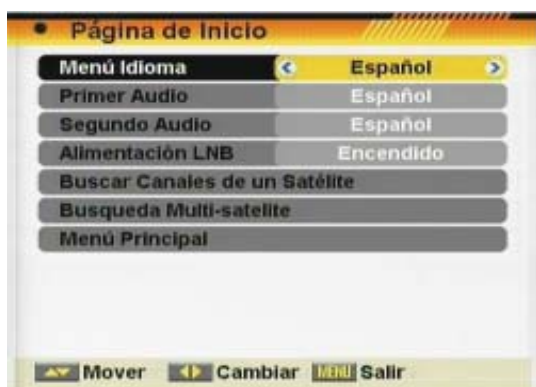 Página de Inicio
Menú Idioma Español
Primer Audio Español
Segundo Audio Español
Alimentación LNB Encendido
Buscar Canales de un Satélite
Busqueda Multi-satelite
Menú Principal
Mover Cambiar MENU Salir